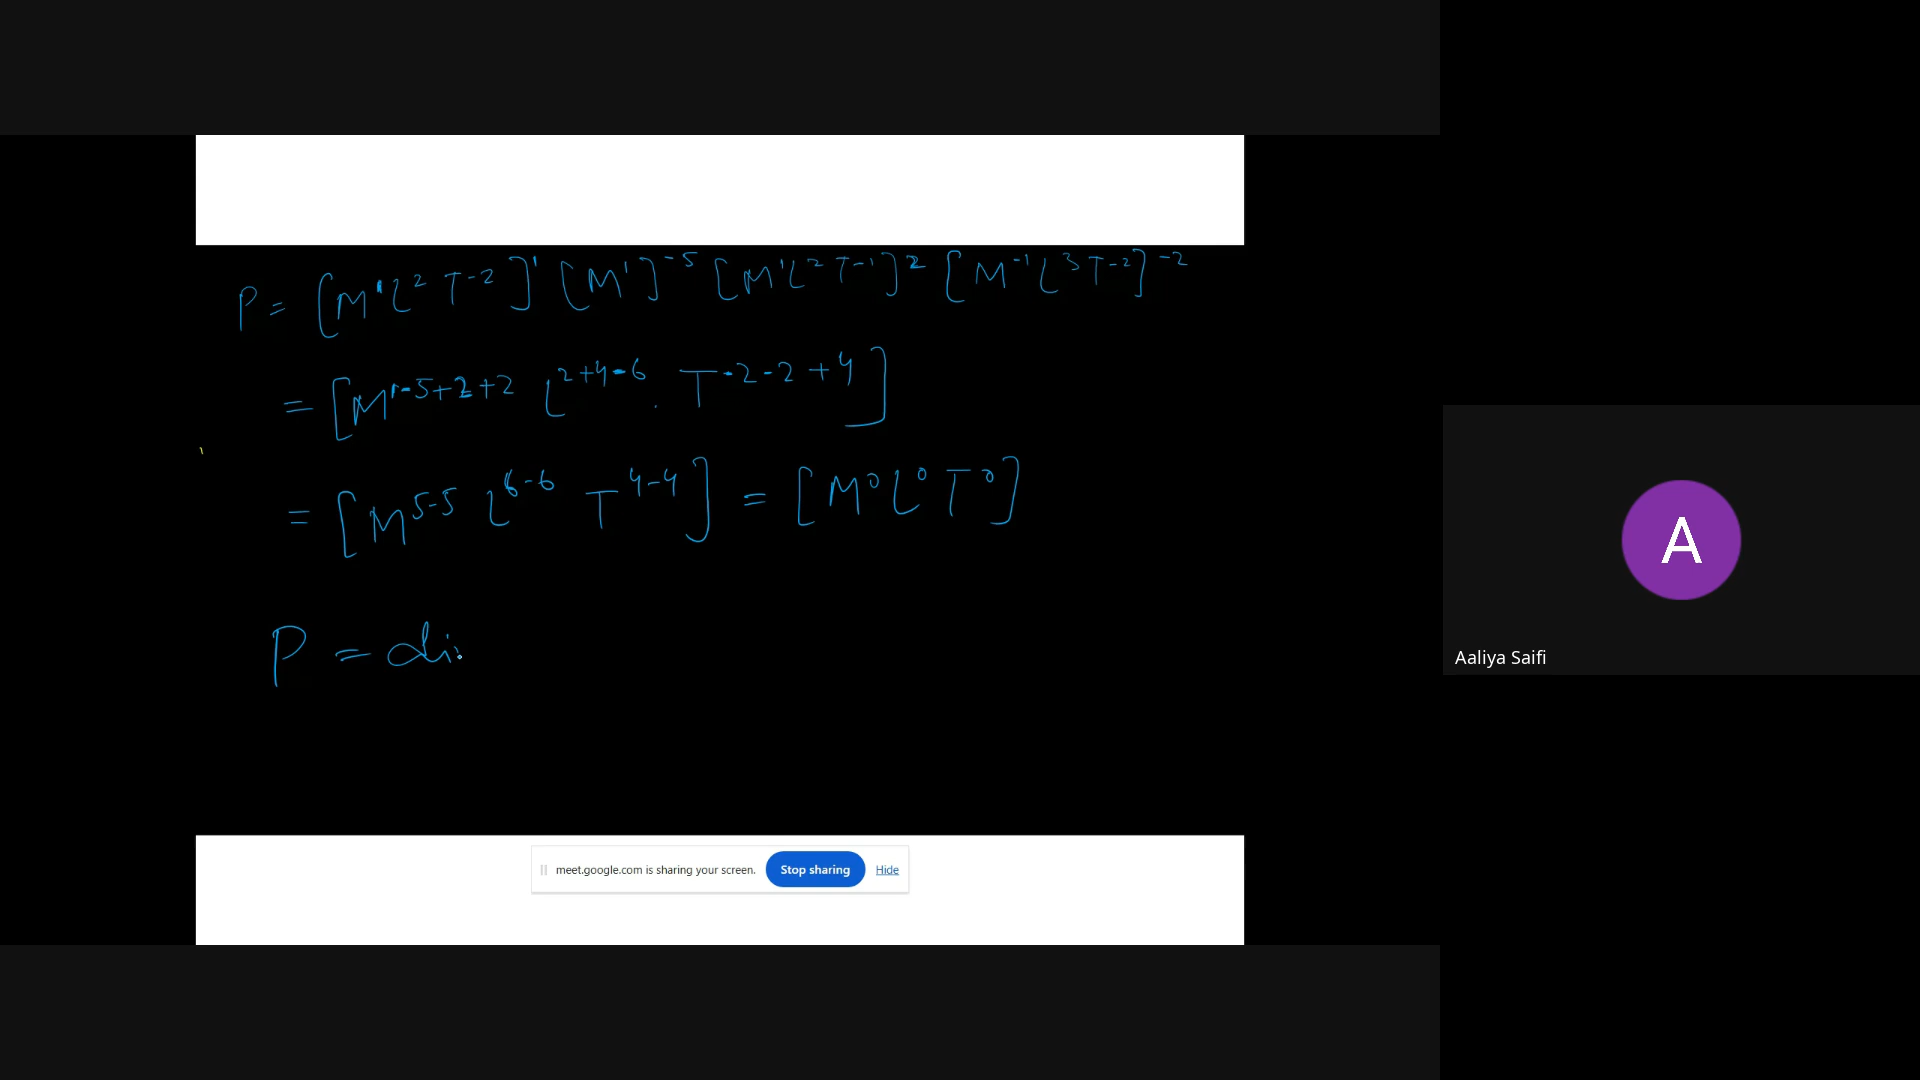 P = [M¹L² T-2]¹ [M¹]-5 [M¹L² T-1]² [M-1 L³ T-2]-2
= [M1-5+2+2 L2+4-6 . T-2-2+4]
= [M5-5 L6-6 T4-4] = [M⁰L⁰T⁰]
P = di
A
Aaliya Saifi
meet.google.com is sharing your screen. Stop sharing Hide